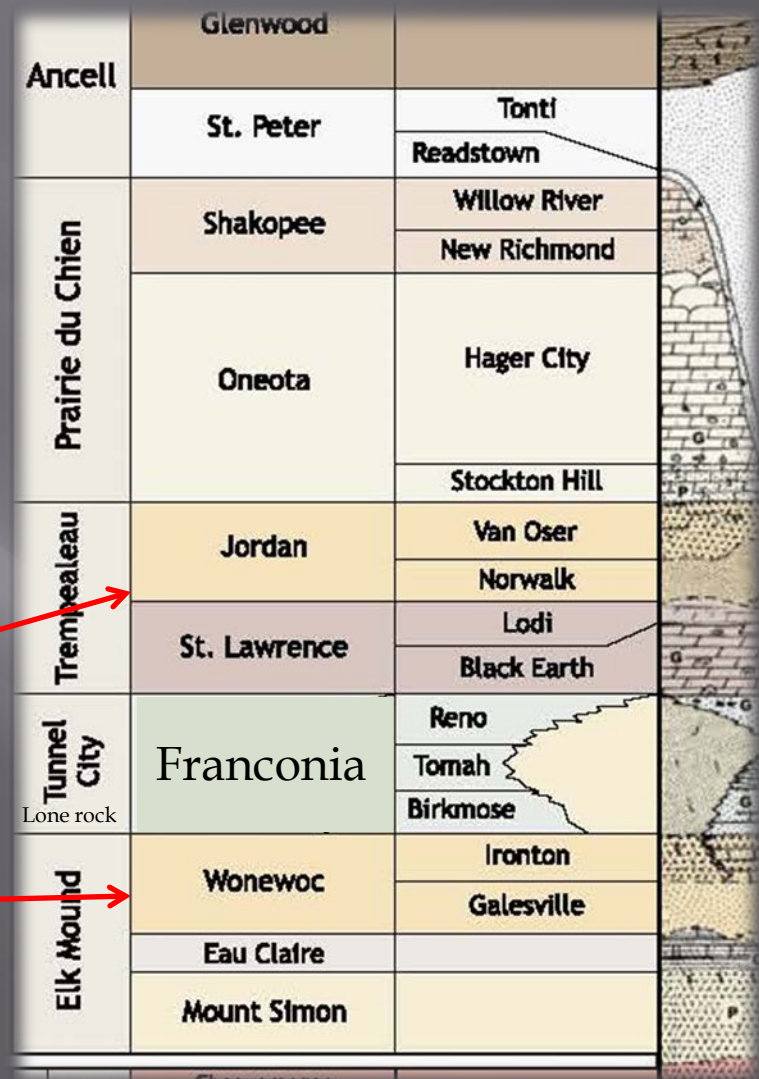 Ancell
Glenwood
St. Peter
Tonti
Readstown
Prairie du Chien
Shakopee
Willow River
New Richmond
Oneota
Hager City
Stockton Hill
Trempealeau
Jordan
Van Oser
Norwalk
St. Lawrence
Lodi
Black Earth
Tunnel
City
Lone rock
Franconia
Reno
Tomah
Birkmose
Elk Mound
Wonewoc
Ironton
Galesville
Eau Claire
Mount Simon
G
G
P
G
G
G
P